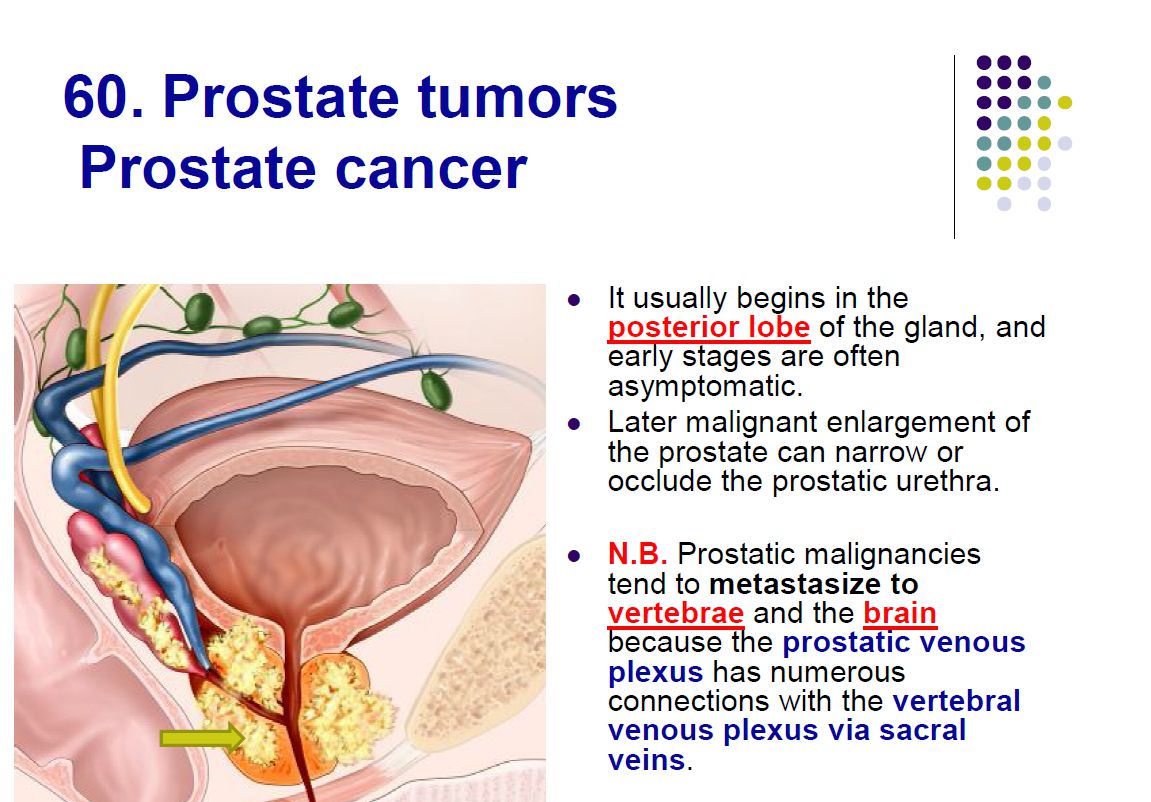 60. Prostate tumors
Prostate cancer
It usually begins in the
posterior lobe of the gland, and
early stages are often
asymptomatic.
Later malignant enlargement of
the prostate can narrow or
occlude the prostatic urethra.
N.B. Prostatic malignancies
tend to metastasize to
vertebrae and the brain
because the prostatic venous
plexus has numerous
connections with the vertebral
venous plexus via sacral
veins.